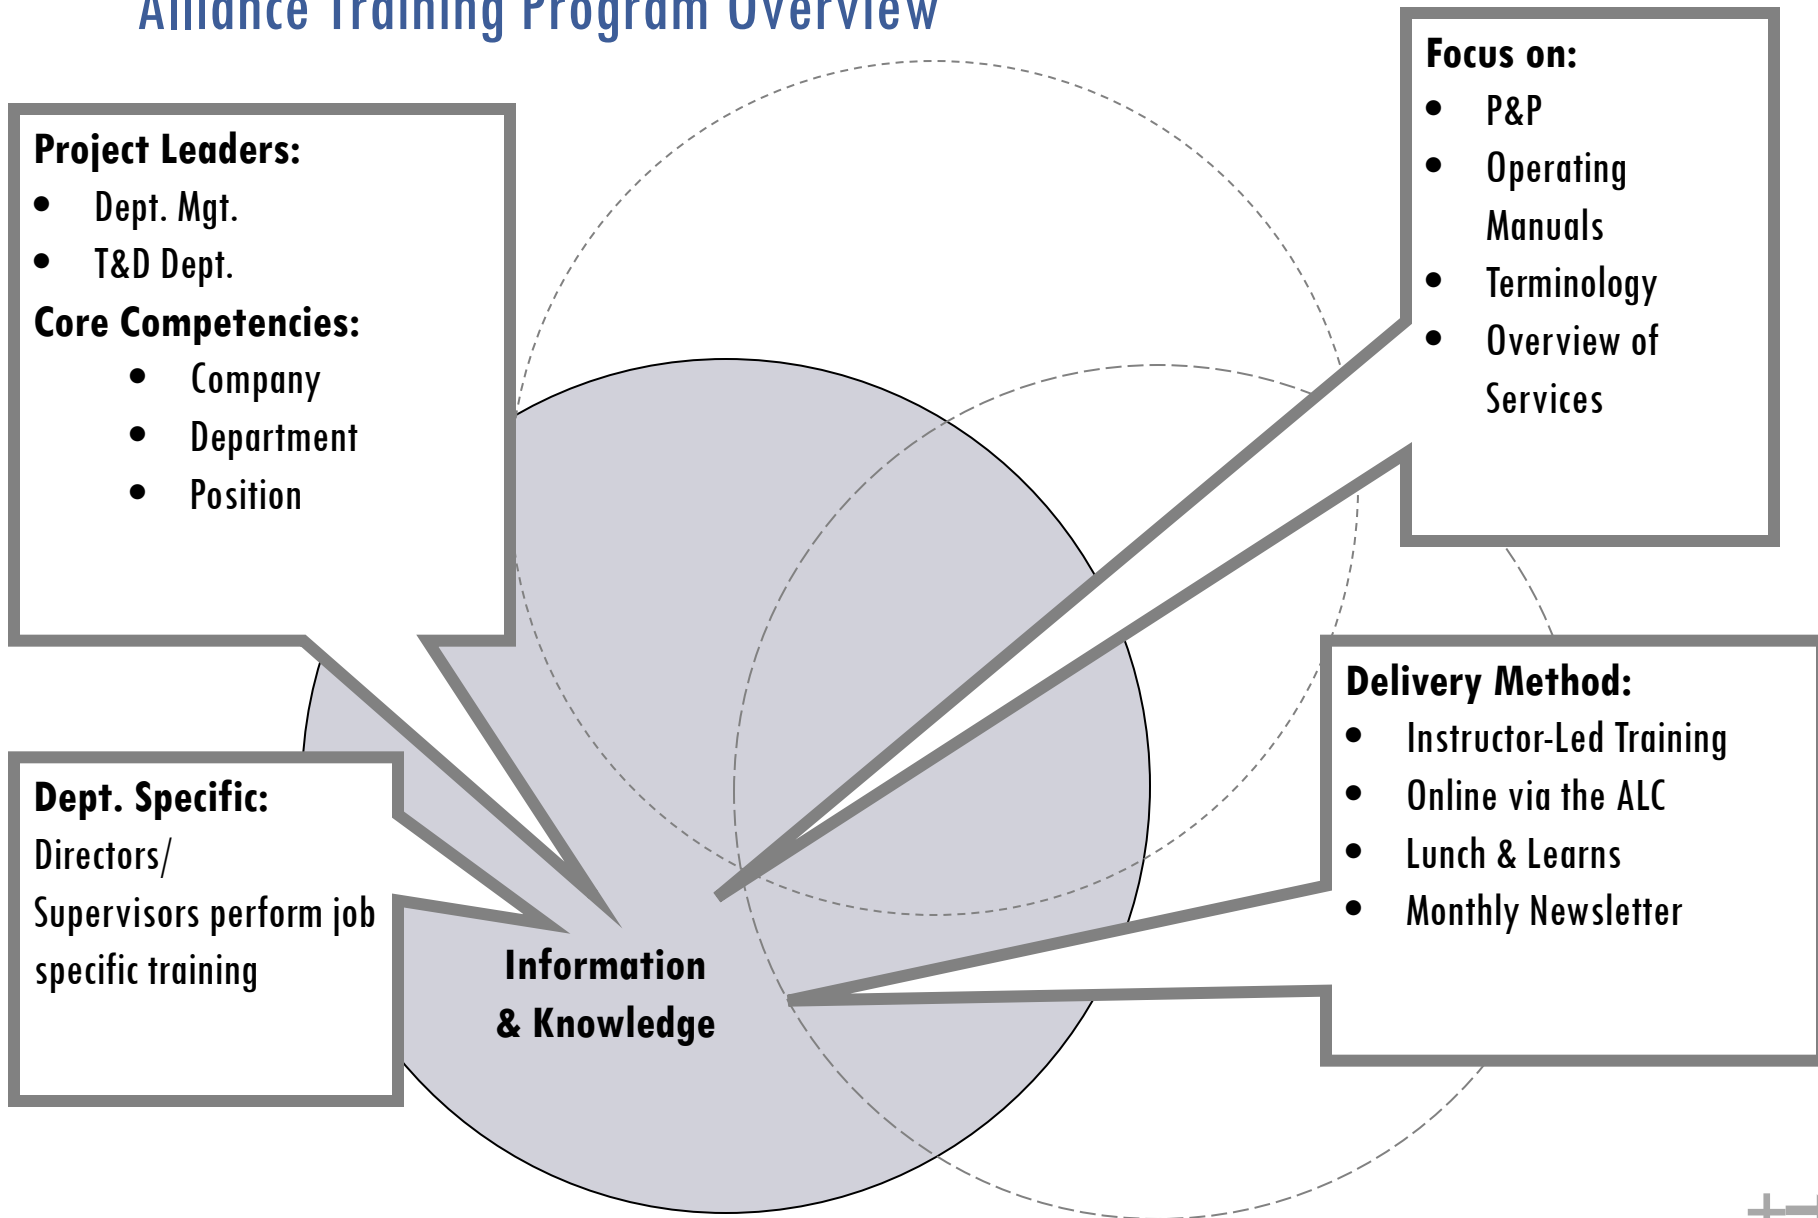 Alliance Training Program Overview
Project Leaders:
• Dept. Mgt.
• T&D Dept.
Core Competencies:
• Company
• Department
• Position
Focus on:
• P&P
• Operating
Manuals
• Terminology
• Overview of
Services
Dept. Specific:
Directors/
Supervisors perform job
specific training
Information
& Knowledge
Delivery Method:
• Instructor-Led Training
• Online via the ALC
• Lunch & Learns
• Monthly Newsletter